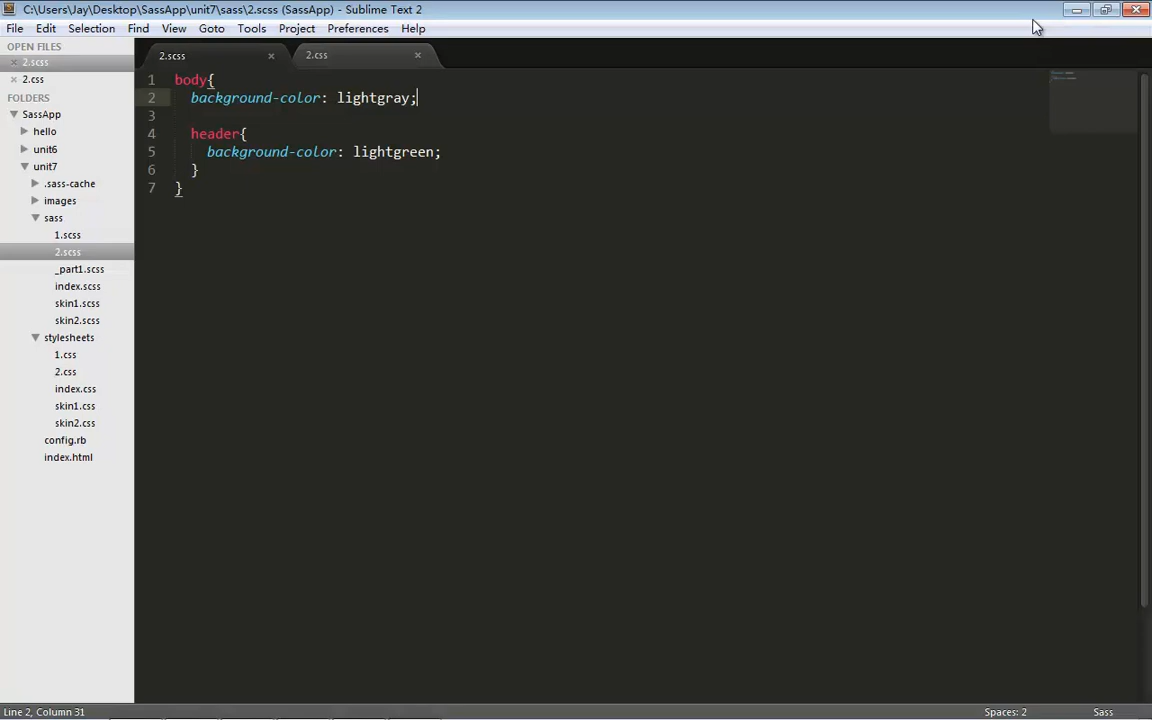 C:\Users\Jay\Desktop\SassApp\unit7\sass\2.scss (SassApp) - Sublime Text 2
File Edit Selection Find View Goto Tools Project Preferences Help
OPEN FILES
2.scss
2.css
FOLDERS
SassApp
hello
unit6
unit7
.sass-cache
images
sass
1.scss
2.scss
_part1.scss
index.scss
skin1.scss
skin2.scss
stylesheets
1.css
2.css
index.css
skin1.css
skin2.css
config.rb
index.html
2.scss 2.css
1 body{
2 background-color: lightgray;
3
4 header{
5 background-color: lightgreen;
6 }
7 }
Line 2, Column 31 Spaces: 2 Sass